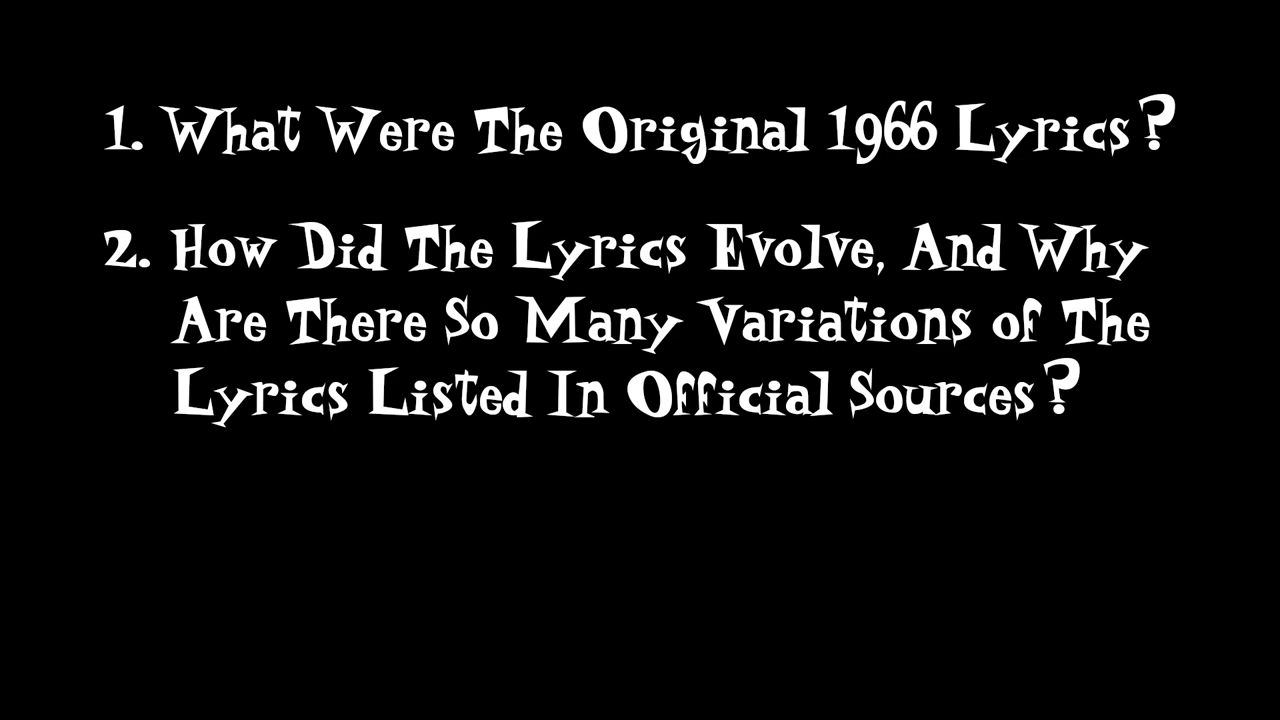 1. What Were The Original 1966 Lyrics?
2. How Did The Lyrics Evolve, And Why
Are There So Many Variations of The
Lyrics Listed In Official Sources?